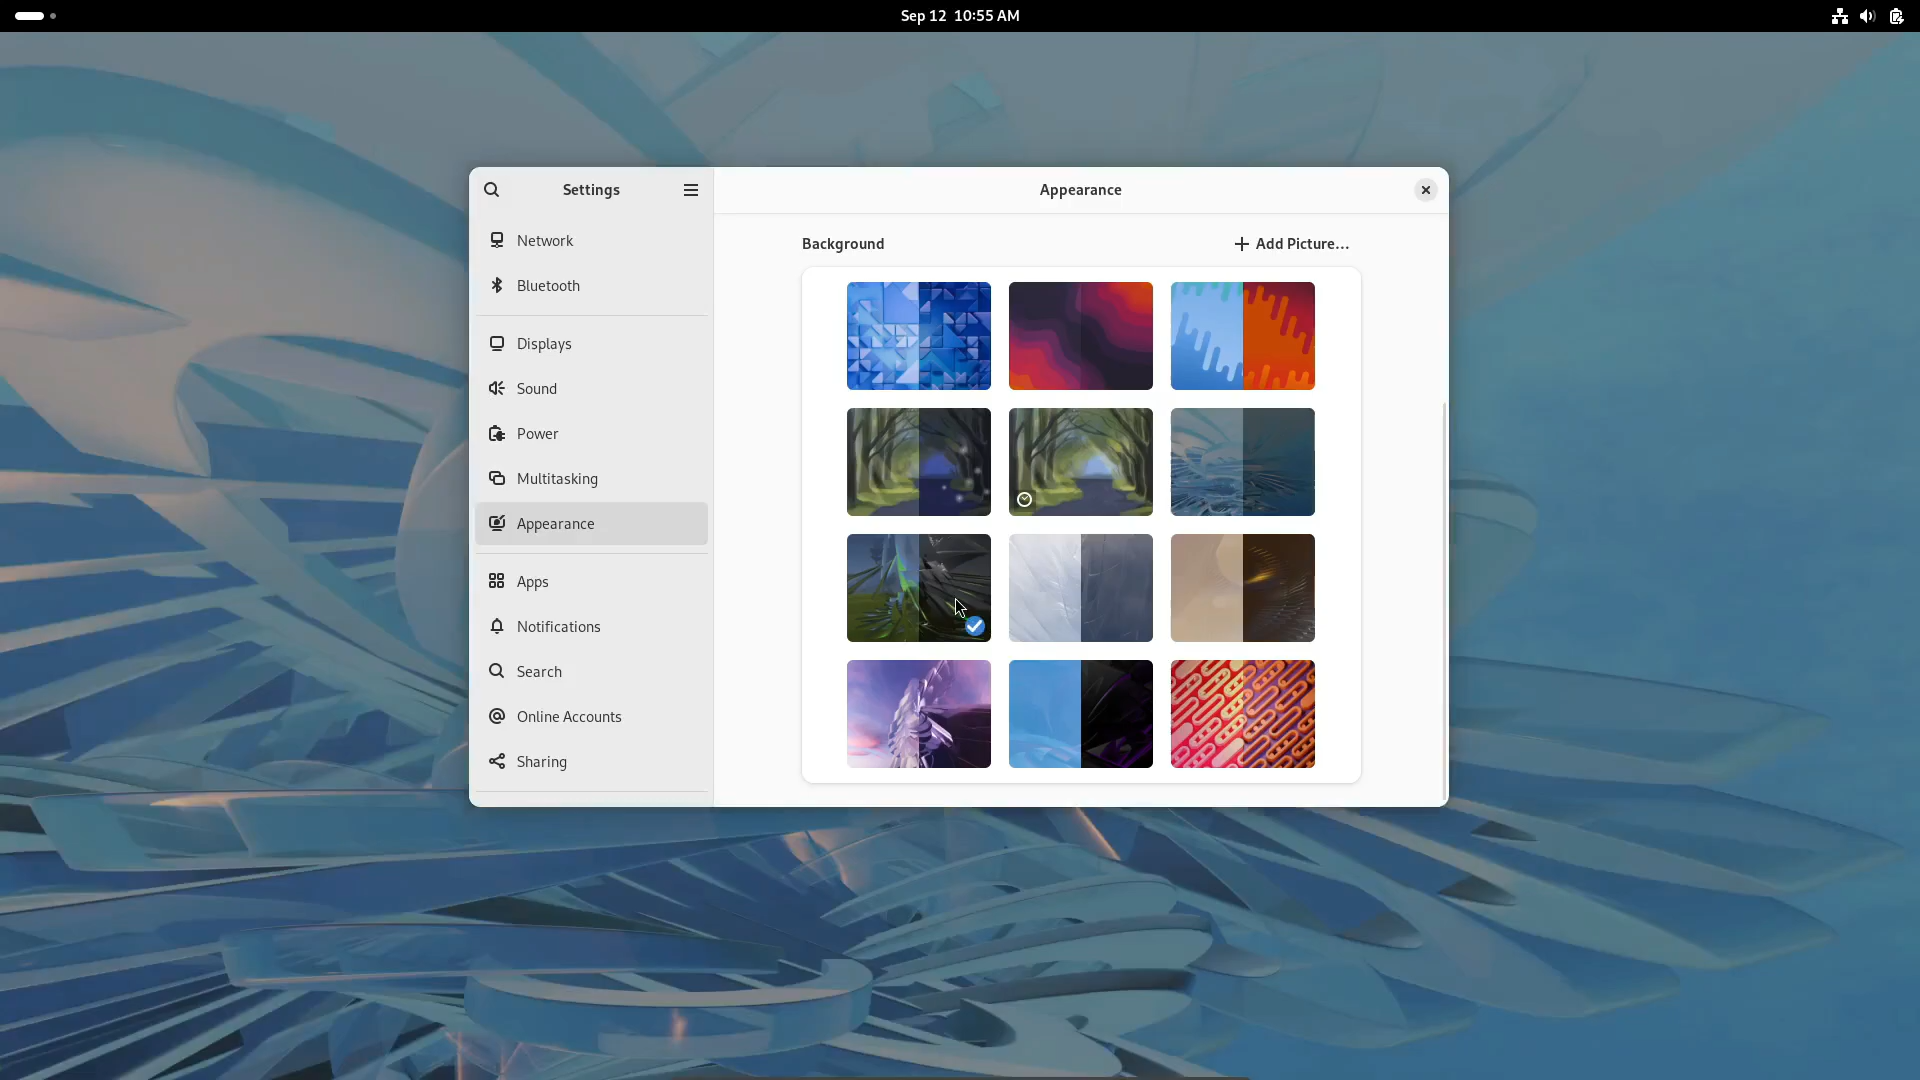 Sep 12 10:55 AM
Settings
Appearance
Network
Bluetooth
Displays
Sound
Power
Multitasking
Appearance
Apps
Notifications
Search
Online Accounts
Sharing
Background
Add Picture...